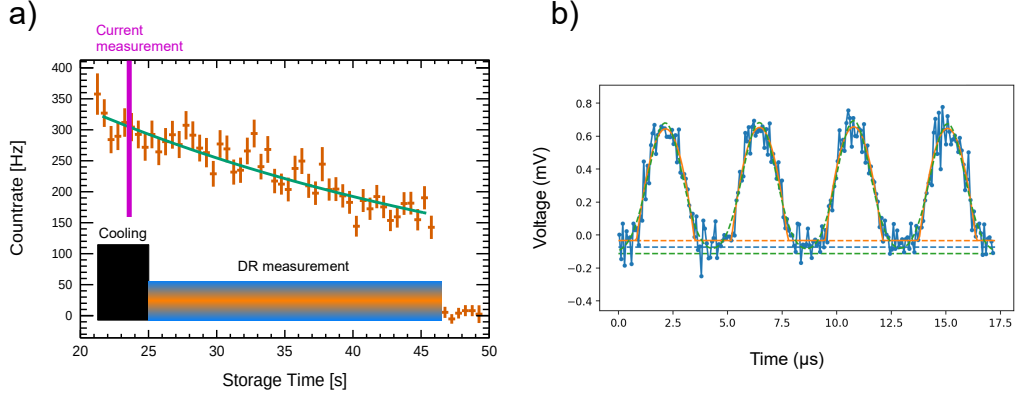 a)
Current
measurement
400
350
300
250
200
150
100
50
0
Countrate [Hz]
Cooling
DR measurement
20 25 30 35 40 45 50
Storage Time [s]
b)
0.8
0.6
0.4
0.2
0.0
−0.2
−0.4
Voltage (mV)
0.0 2.5 5.0 7.5 10.0 12.5 15.0 17.5
Time (μs)